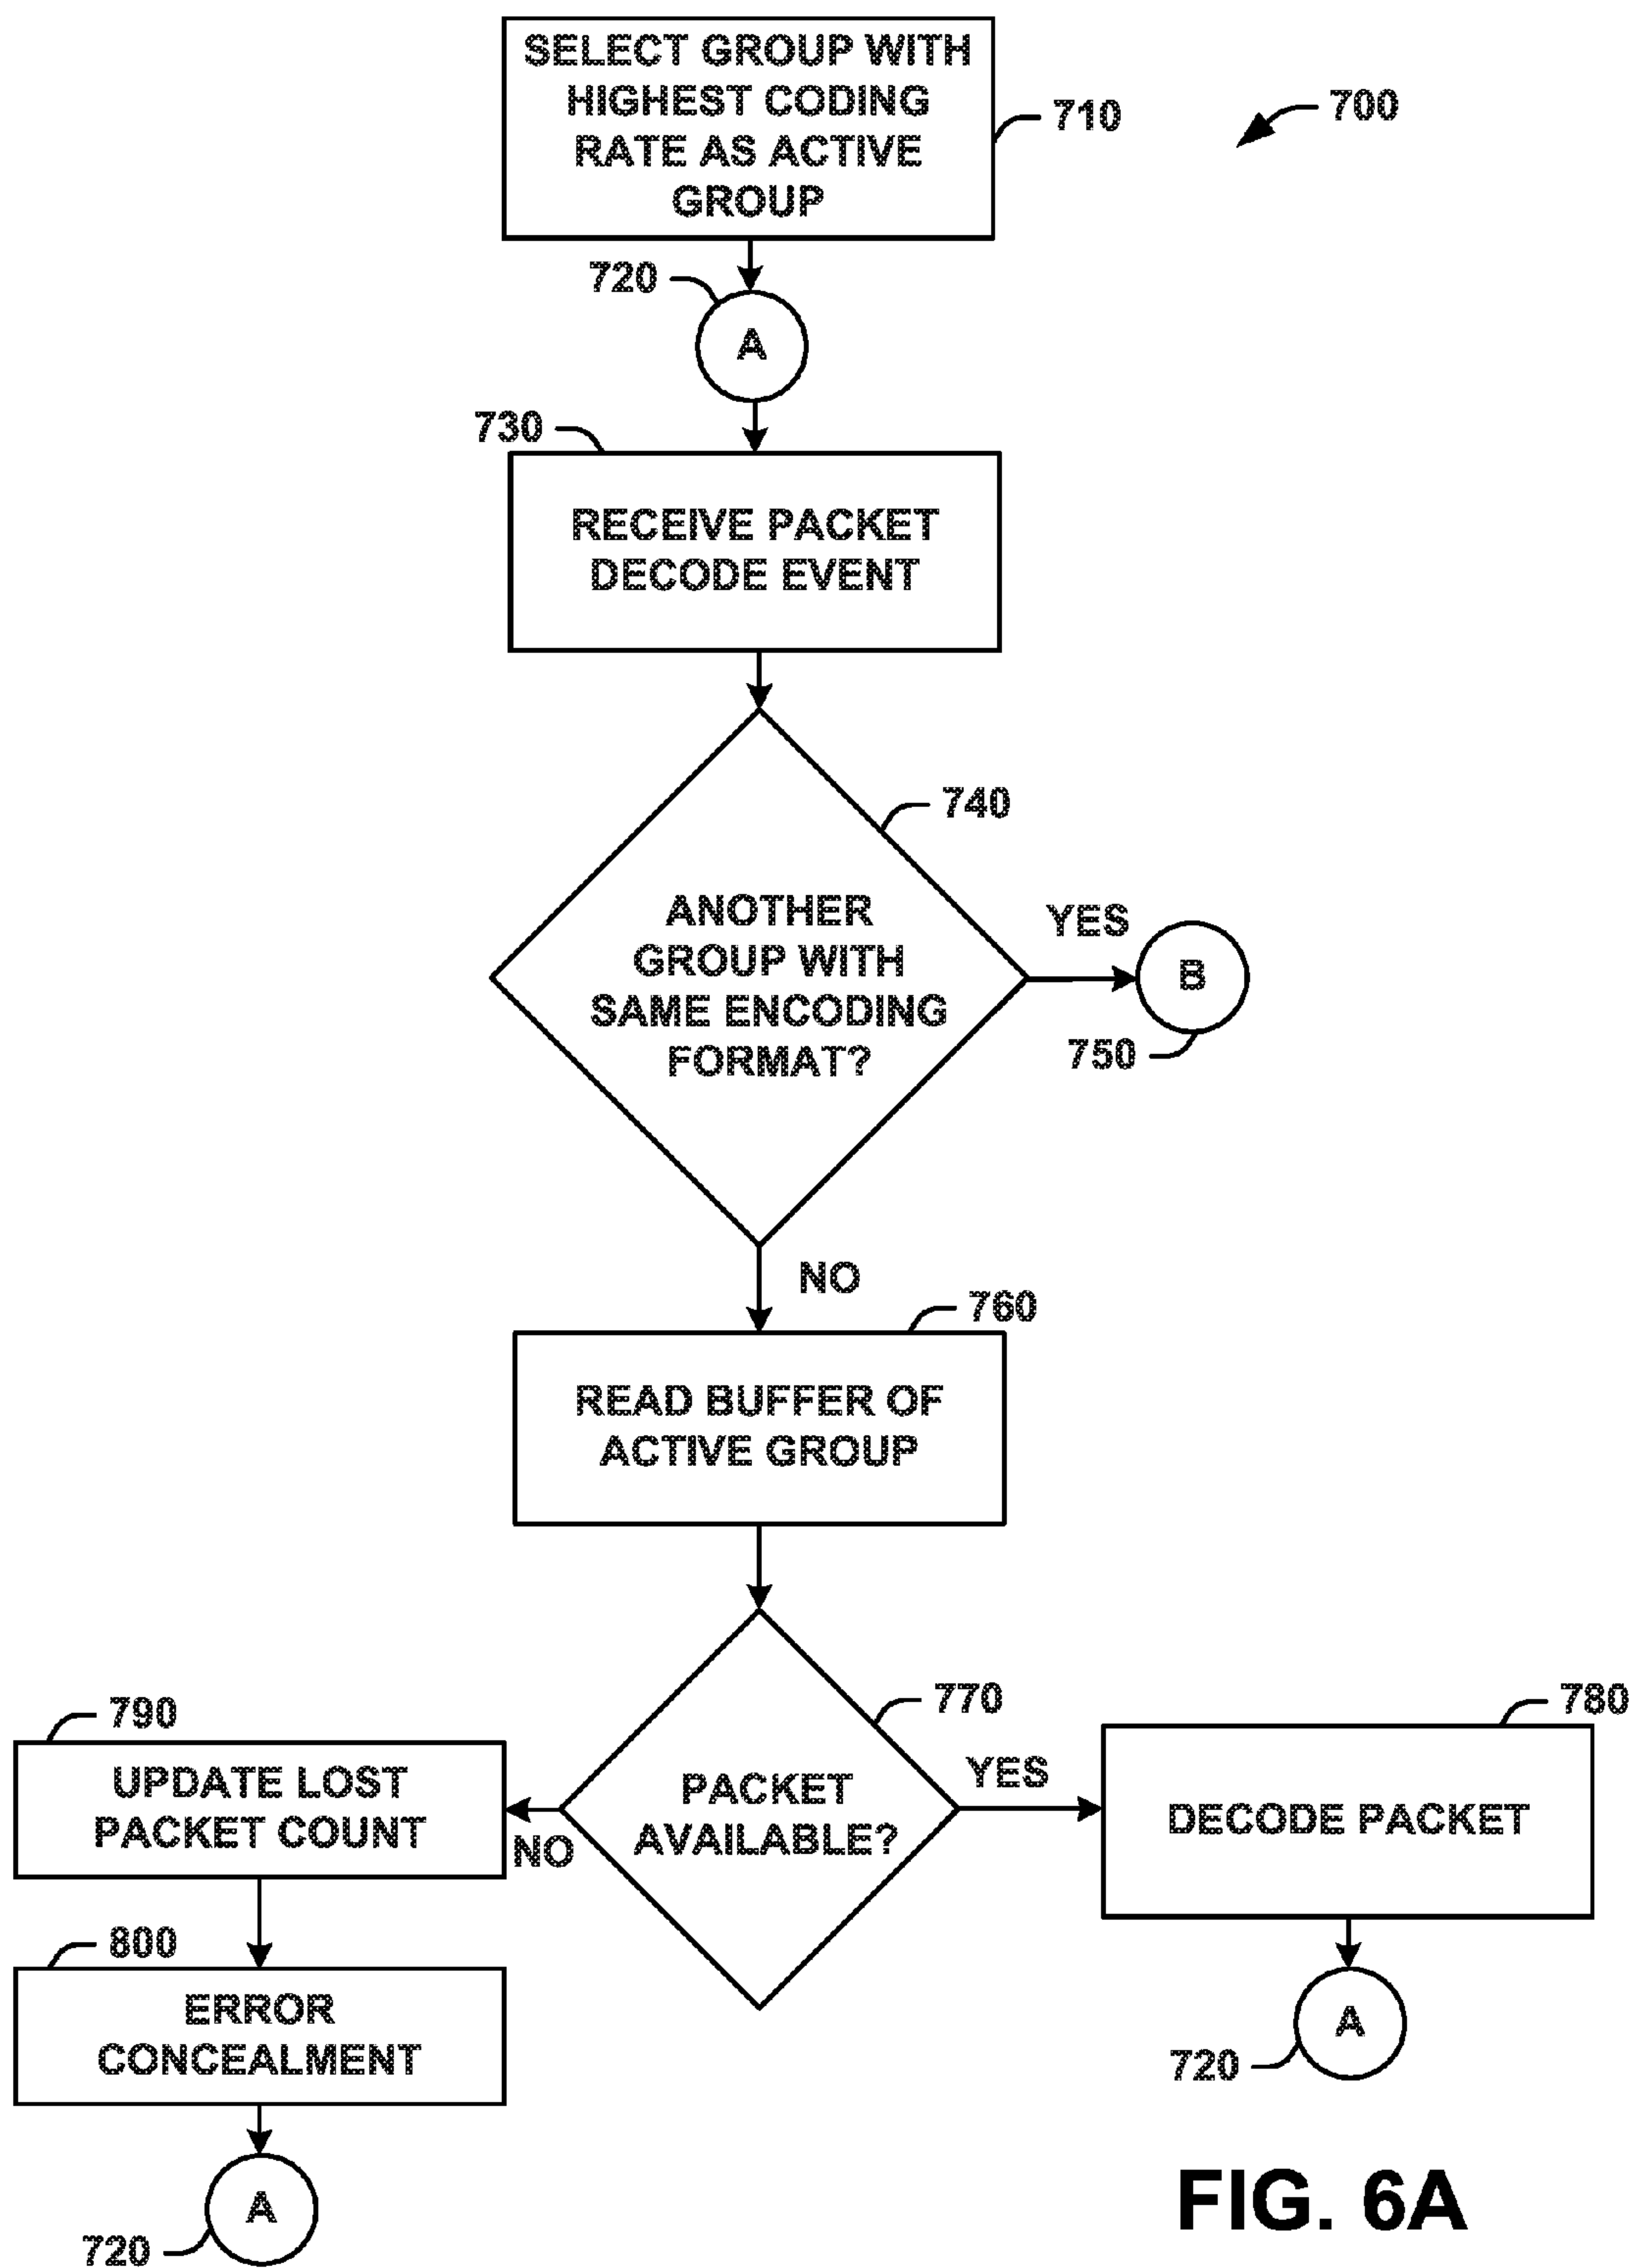 SELECT GROUP WITH
HIGHEST CODING
RATE AS ACTIVE
GROUP
710
700
720
A
730
RECEIVE PACKET
DECODE EVENT
740
ANOTHER
GROUP WITH
SAME ENCODING
FORMAT?
YES
B
750
NO
760
READ BUFFER OF
ACTIVE GROUP
770
PACKET
AVAILABLE?
YES
780
DECODE PACKET
A
720
NO
790
UPDATE LOST
PACKET COUNT
800
ERROR
CONCEALMENT
A
720
FIG. 6A